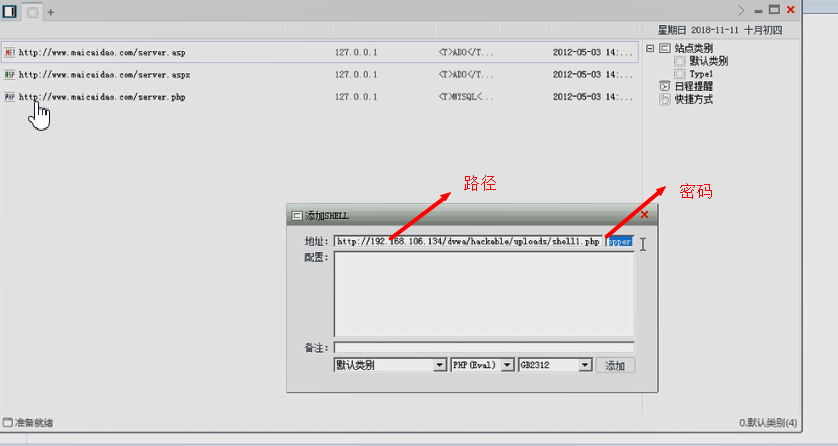 星期日 2018-11-11 十月初四
http://www.maicaidao.com/server.asp 127.0.0.1 <T>ADO</T... 2012-05-03 14:...
http://www.maicaidao.com/server.aspx 127.0.0.1 <T>ADO</T... 2012-05-03 14:...
PHP http://www.maicaidao.com/server.php 127.0.0.1 <T>MYSQL<... 2012-05-03 14:...
站点类别
默认类别
Type1
日程提醒
快捷方式
路径
密码
添加SHELL
地址: http://192.168.106.134/dvwa/hackable/uploads/shell1.php
配置:
备注:
默认类别 PHP(Eval) GB2312 添加
准备就绪 0.默认类别(4)